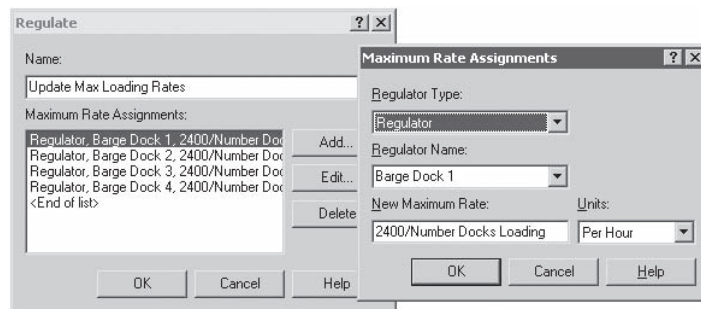 Regulate
Name:
Update Max Loading Rates
Maximum Rate Assignments:
Regulator, Barge Dock 1, 2400/Number Doc
Regulator, Barge Dock 2, 2400/Number Doc
Regulator, Barge Dock 3, 2400/Number Doc
Regulator, Barge Dock 4, 2400/Number Doc
<End of list>
Add...
Edit...
Delete
OK Cancel Help
Maximum Rate Assignments
Regulator Type:
Regulator
Regulator Name:
Barge Dock 1
New Maximum Rate: Units:
2400/Number Docks Loading Per Hour
OK Cancel Help